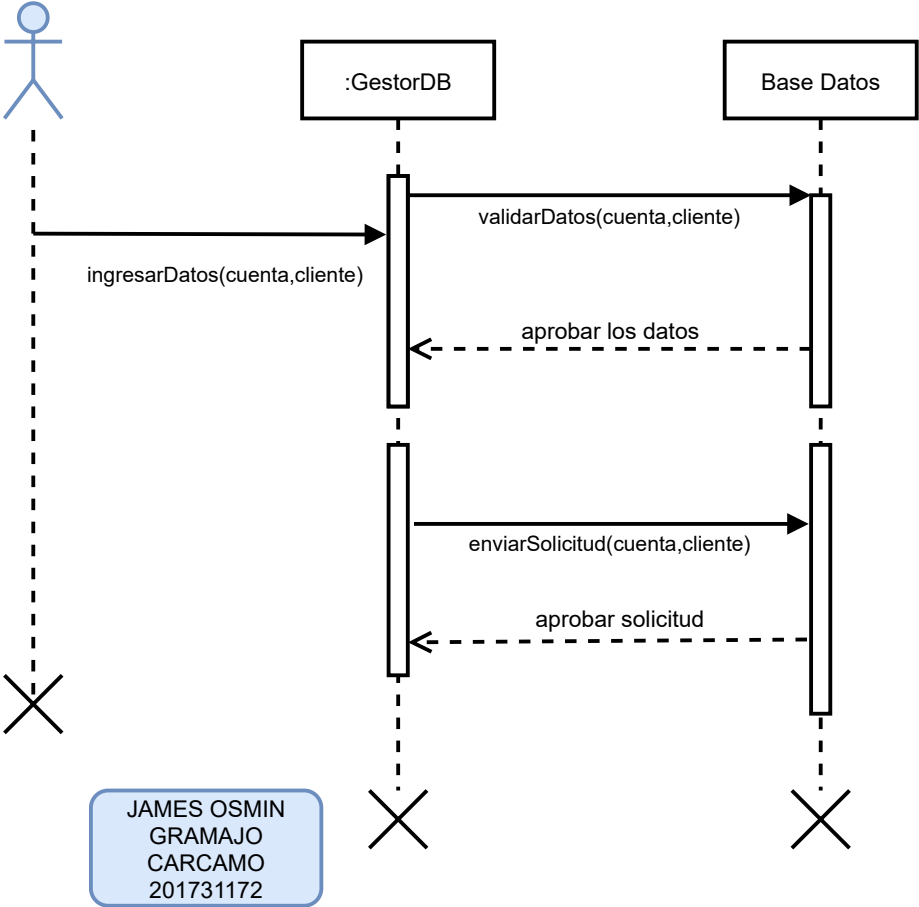 :GestorDB
Base Datos
validarDatos(cuenta,cliente)
ingresarDatos(cuenta,cliente)
aprobar los datos
enviarSolicitud(cuenta,cliente)
aprobar solicitud
JAMES OSMIN
GRAMAJO
CARCAMO
201731172